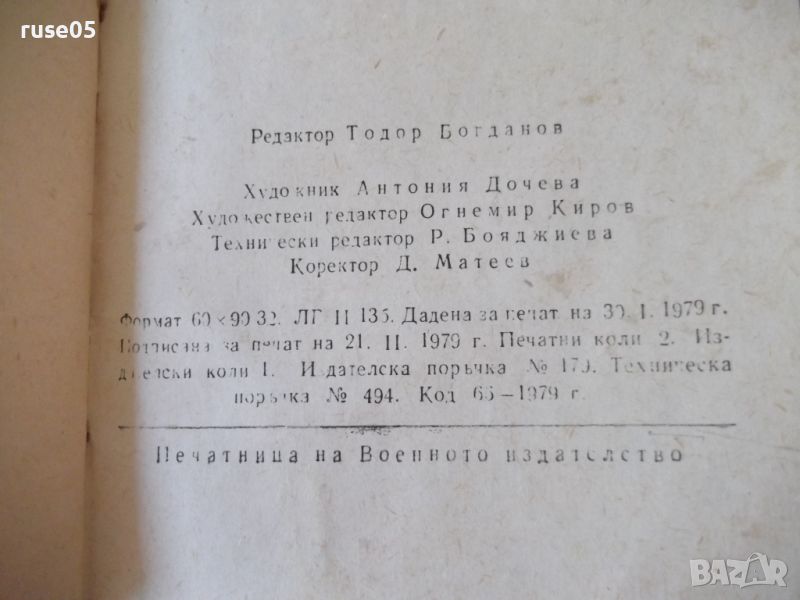 ruse05
Редактор Тодор Богданов
Художник Антония Дочева
Художествен редактор Огнемир Киров
Технически редактор Р. Бояджиева
Коректор Д. Матеев
Формат 60×90 32. ЛГ II 135. Дадена за печат на 30. I. 1979 г.
Подписана за печат на 21. II. 1979 г. Печатни коли 2. Из-
дателски коли 1. Издателска поръчка № 170. Техническа
поръчка № 494. Код 65—1979 г.
Печатница на Военното издателство
BAZAR